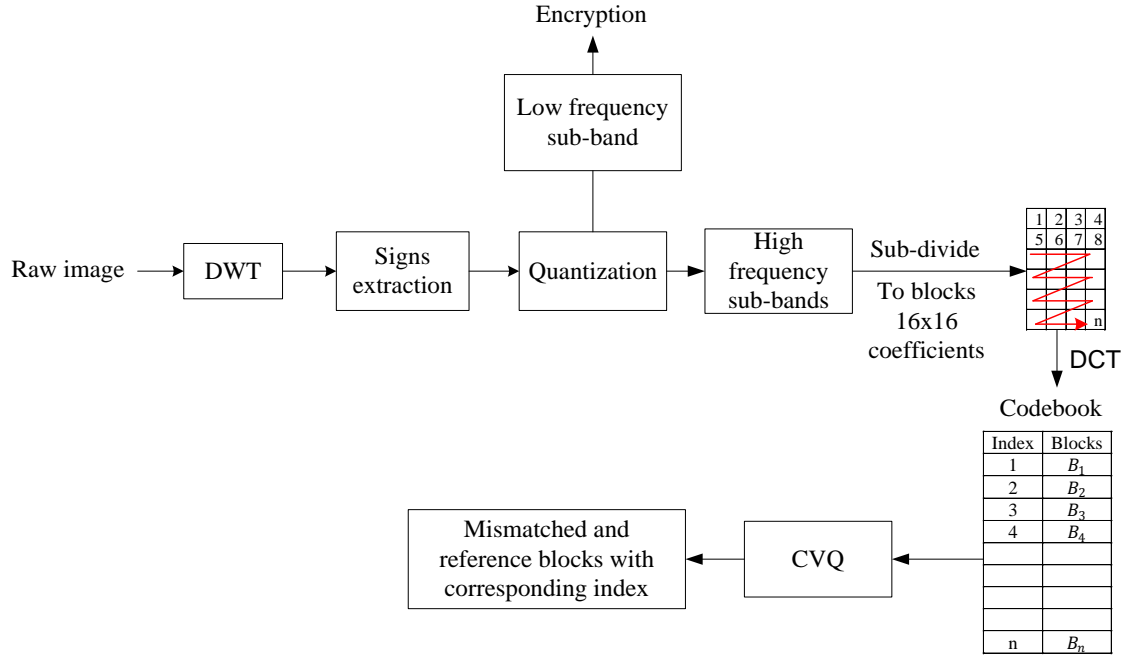 Encryption
Low frequency
sub-band
Raw image
DWT
Signs
extraction
Quantization
High
frequency
sub-bands
Sub-divide
To blocks
16x16
coefficients
1 2 3 4
5 6 7 8
n
DCT
Codebook
Index Blocks
1 B₁
2 B₂
3 B₃
4 B₄
n Bₙ
CVQ
Mismatched and
reference blocks with
corresponding index